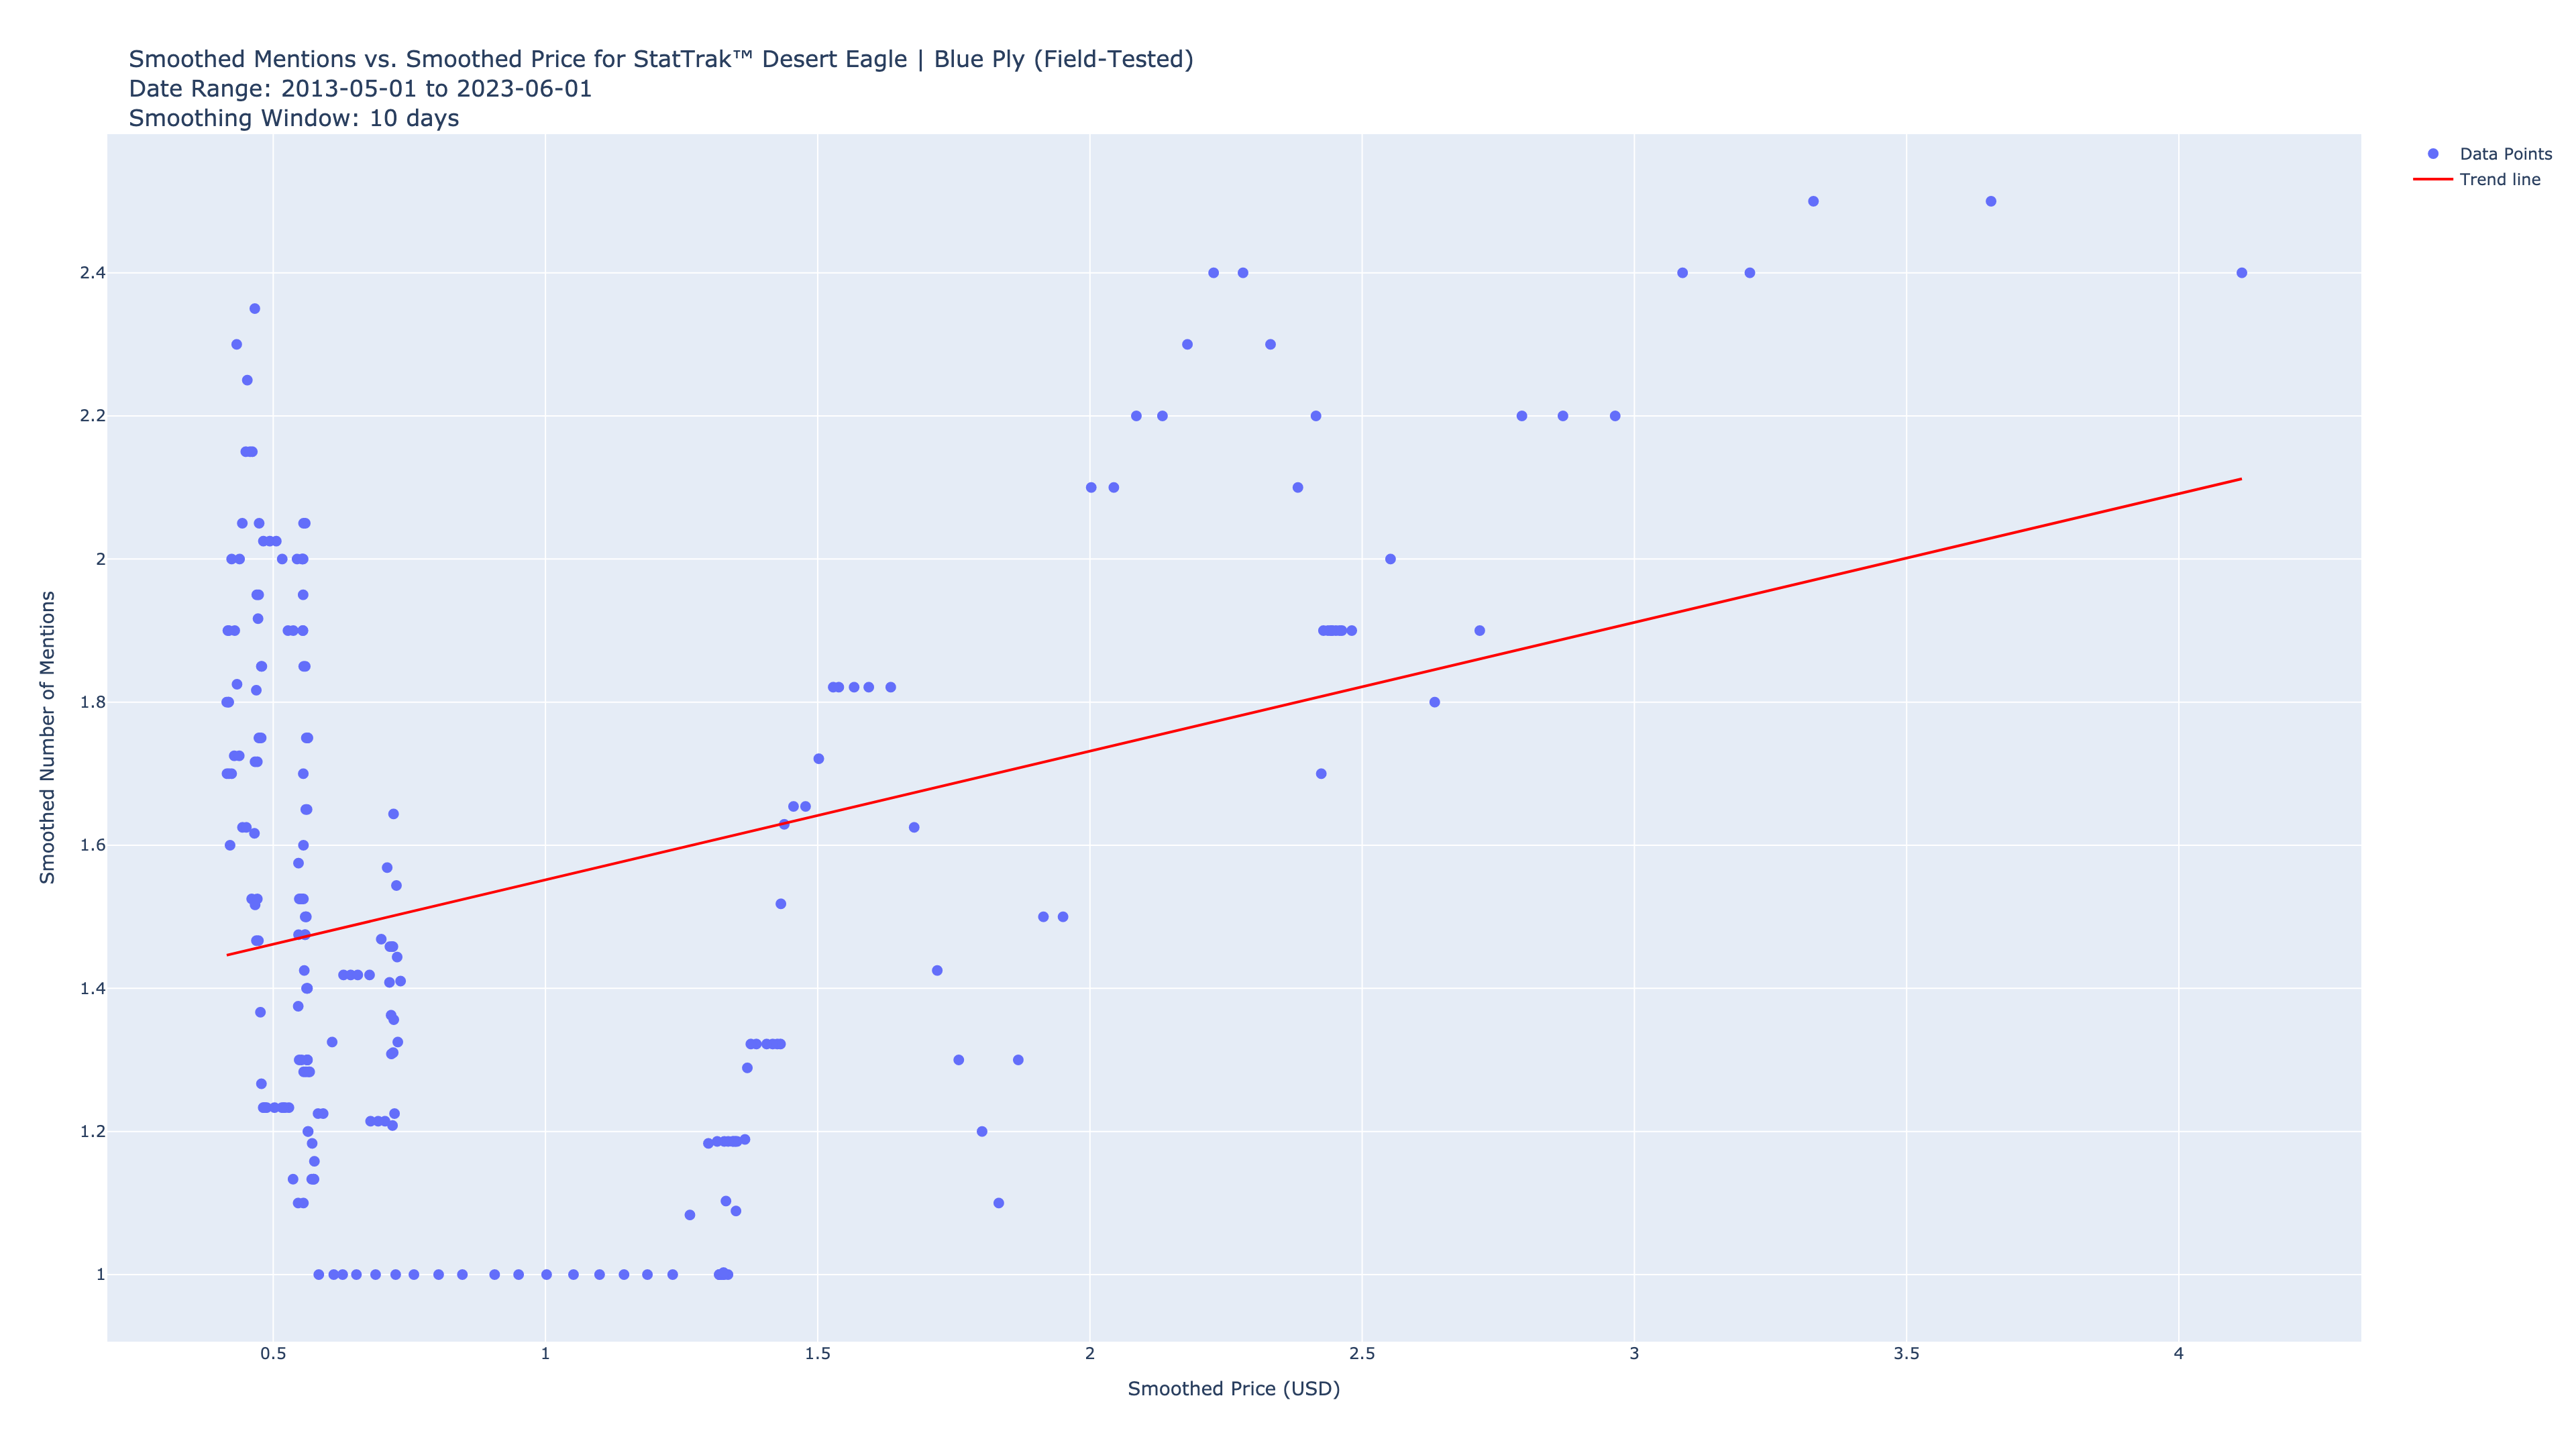 Smoothed Mentions vs. Smoothed Price for StatTrak™ Desert Eagle | Blue Ply (Field-Tested)
Date Range: 2013-05-01 to 2023-06-01
Smoothing Window: 10 days
Data Points
Trend line
Smoothed Number of Mentions
2.4
2.2
2
1.8
1.6
1.4
1.2
1
0.5
1
1.5
2
2.5
3
3.5
4
Smoothed Price (USD)